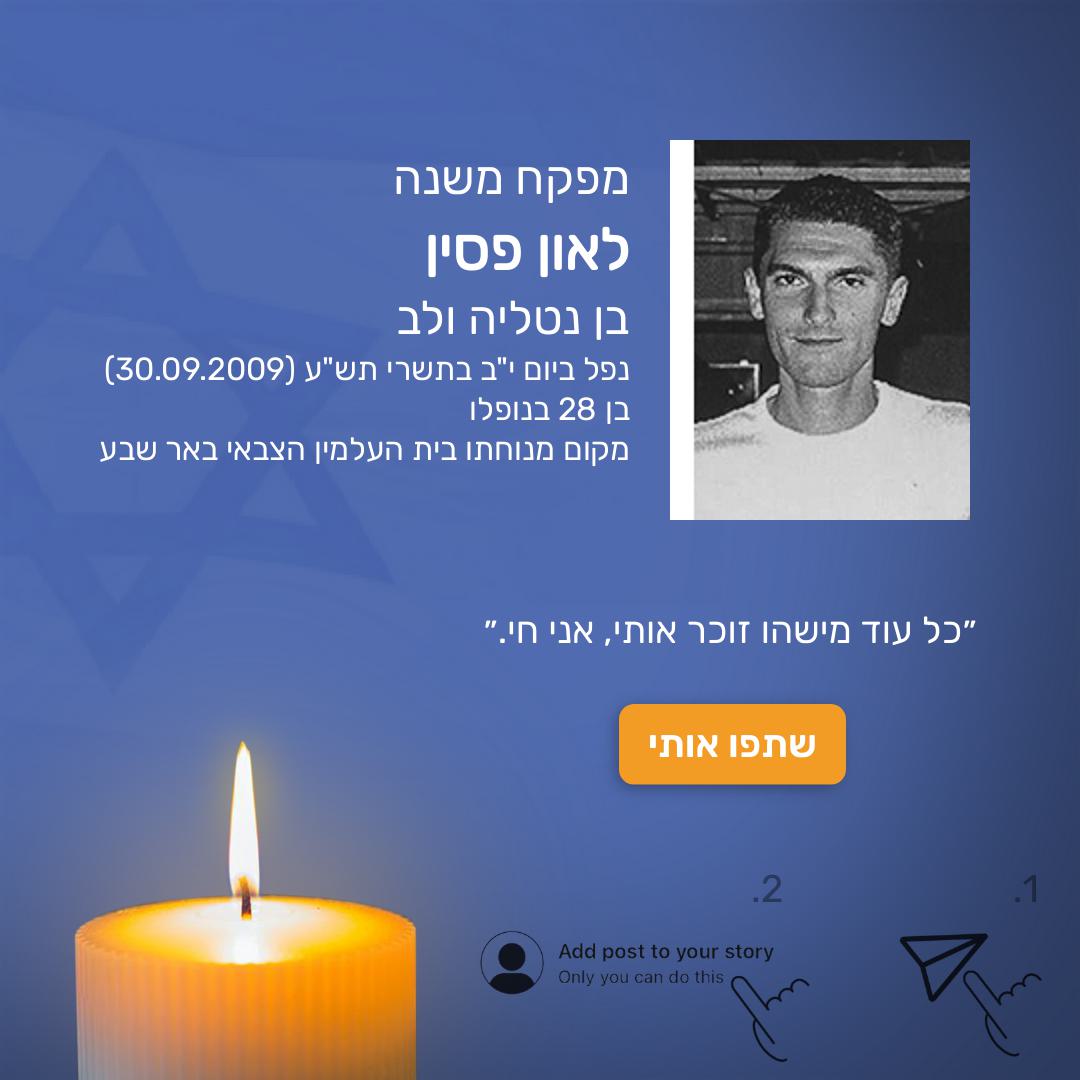 מפקח משנה
לאון פסין
בן נטליה ולב
נפל ביום י"ב בתשרי תש"ע (30.09.2009)
בן 28 בנופלו
מקום מנוחתו בית העלמין הצבאי באר שבע
״כל עוד מישהו זוכר אותי, אני חי.״
שתפו אותי
1.
2.
Add post to your story
Only you can do this